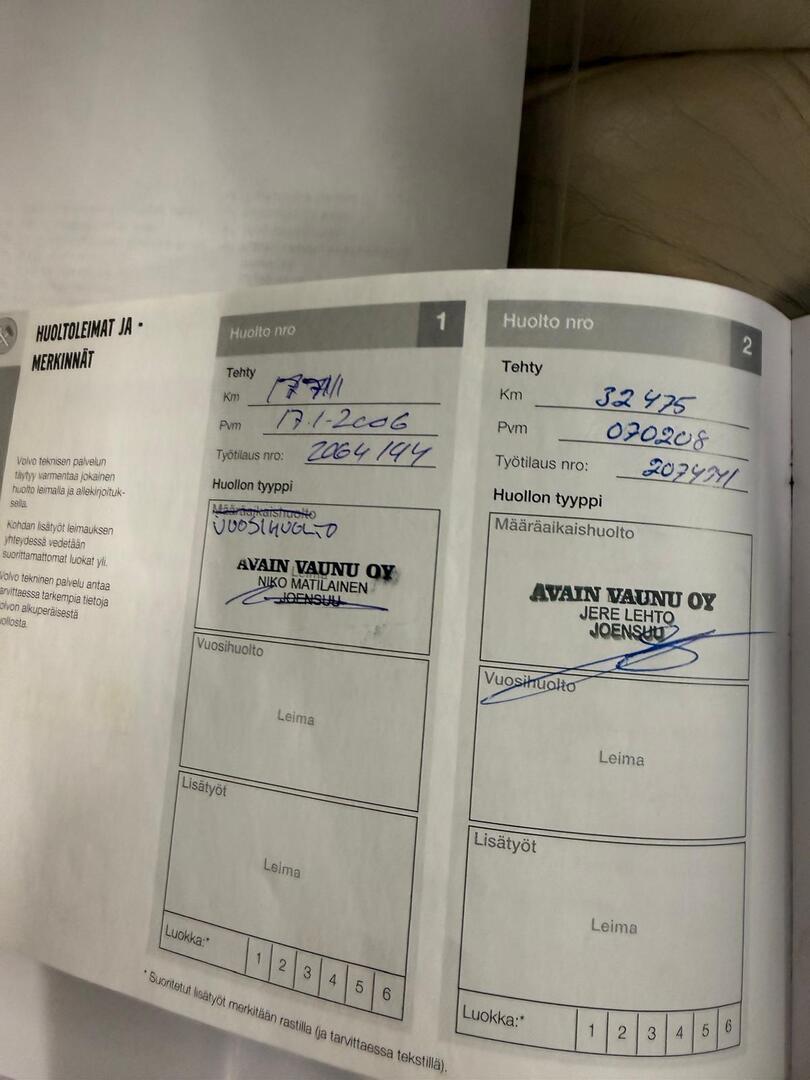 HUOLTOLEIMAT JA
MERKINNÄT
Volvo teknisen palvelun
täytyy varmentaa jokainen
huolto leimalla ja allekirjoituk-
sella.
Kohdan lisätyöt leimauksen
yhteydessä vedetään
suorittamattomat luokat yli.
Volvo tekninen palvelu antaa
tarvittaessa tarkempia tietoja
Volvon alkuperäisestä
Huolto nro 1
Tehty
Km
Pvm 17.1-2006
Työtilaus nro: 2064194
Huollon tyyppi
Määräaikaishuolto
VUOSIHUOLTO
AVAIN VAUNU OY
NIKO MATILAINEN
JOENSUU
Vuosihuolto
Leima
Lisätyöt
Leima
Luokka:* 1 2 3 4 5 6
Huolto nro 2
Tehty
Km 32475
Pvm 070208
Työtilaus nro:
Huollon tyyppi
Määräaikaishuolto
AVAIN VAUNU OY
JERE LEHTO
JOENSUU
Vuosihuolto
Leima
Lisätyöt
Leima
Luokka:* 1 2 3 4 5 6
* Suoritetut lisätyöt merkitään rastilla (ja tarvittaessa tekstillä).